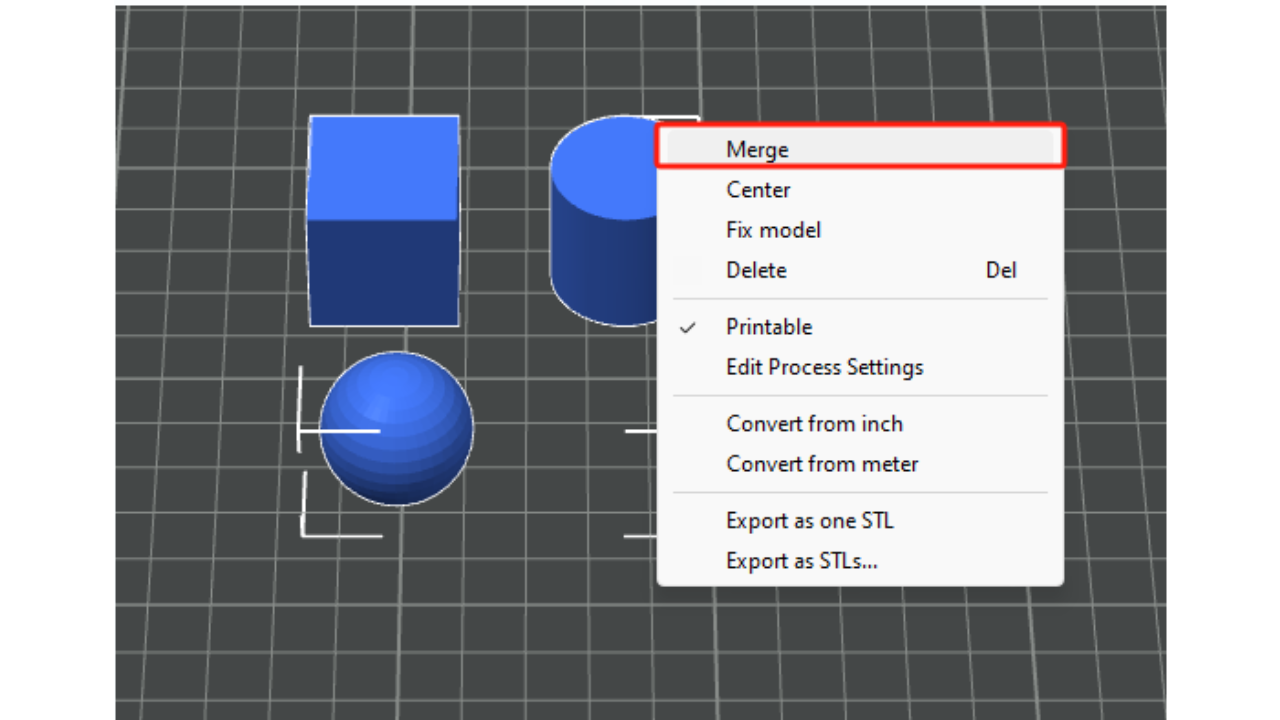 Merge
Center
Fix model
Delete Del
Printable
Edit Process Settings
Convert from inch
Convert from meter
Export as one STL
Export as STLs...